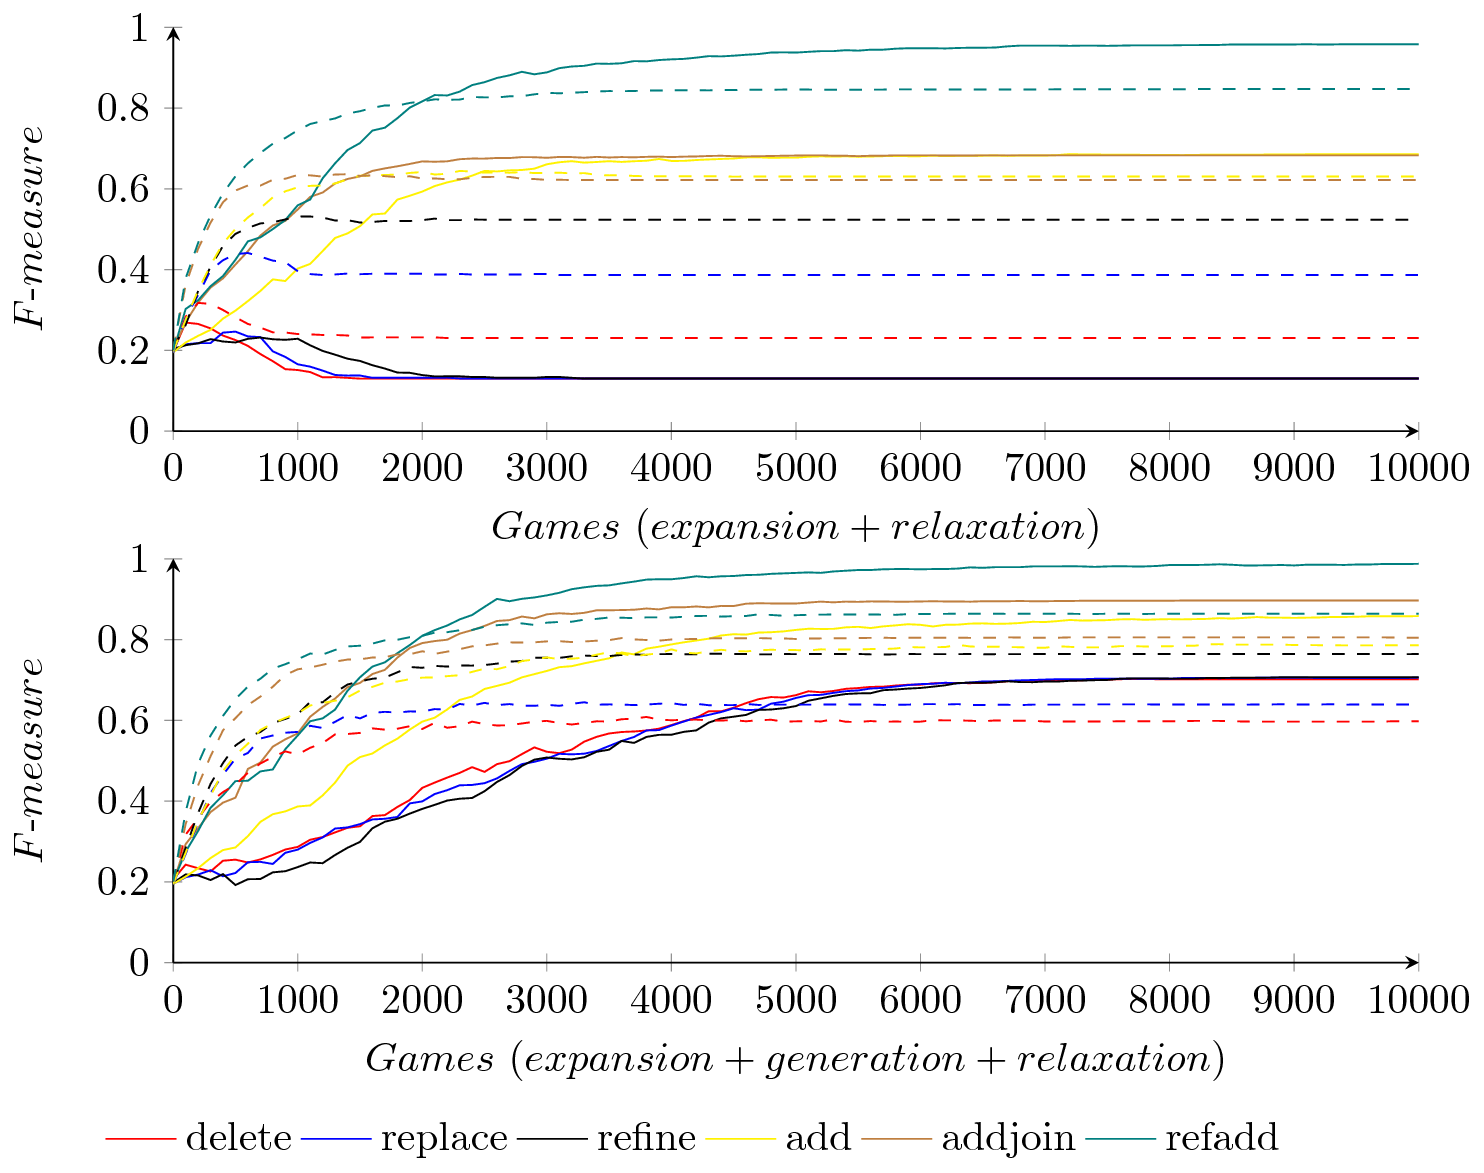 1
0.8
0.6
0.4
0.2
0
F-measure
0 1000 2000 3000 4000 5000 6000 7000 8000 9000 10000
Games (expansion + relaxation)
1
0.8
0.6
0.4
0.2
0
F-measure
0 1000 2000 3000 4000 5000 6000 7000 8000 9000 10000
Games (expansion + generation + relaxation)
delete replace refine add addjoin refadd